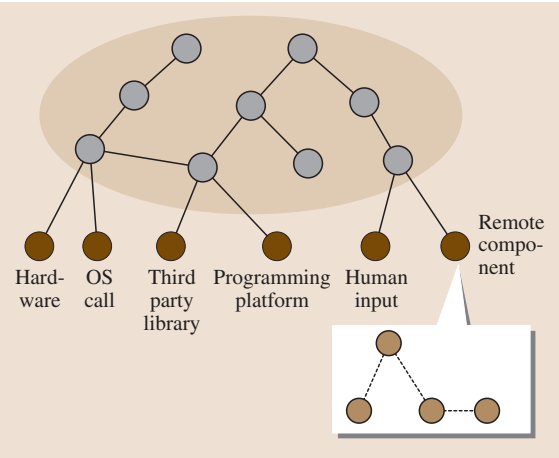 Hard-
ware
OS
call
Third
party
library
Programming
platform
Human
input
Remote
compo-
nent